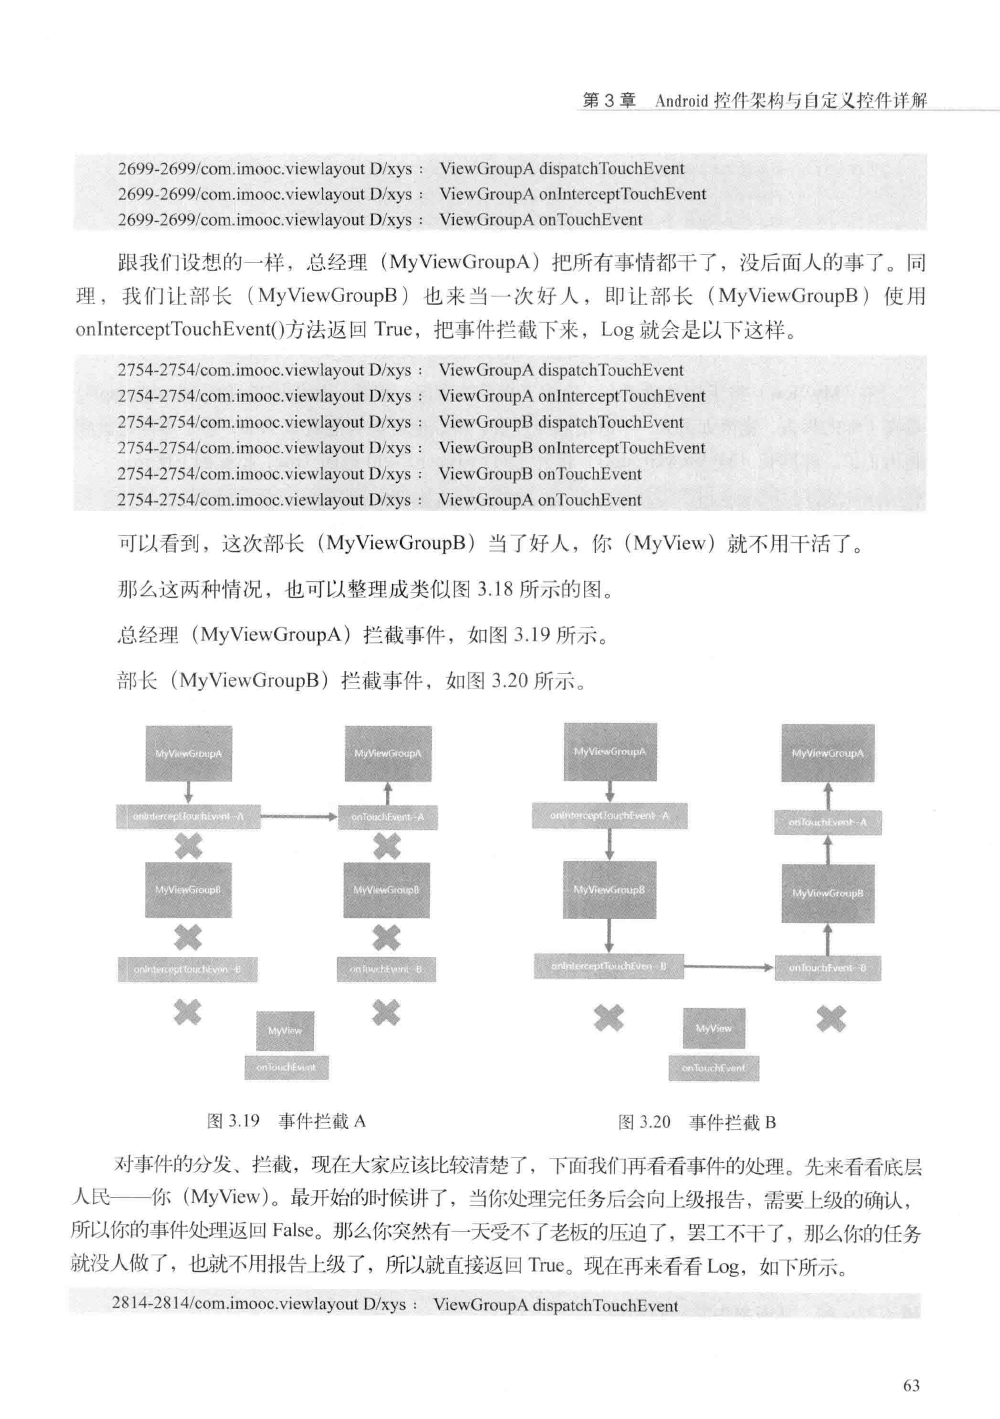 第 3 章 Android 控件架构与自定义控件详解
2699-2699/com.imooc.viewlayout D/xys： ViewGroupA dispatchTouchEvent
2699-2699/com.imooc.viewlayout D/xys： ViewGroupA onInterceptTouchEvent
2699-2699/com.imooc.viewlayout D/xys： ViewGroupA onTouchEvent
跟我们设想的一样，总经理（MyViewGroupA）把所有事情都干了，没后面人的事了。同
理，我们让部长（MyViewGroupB）也来当一次好人，即让部长（MyViewGroupB）使用
onInterceptTouchEvent()方法返回 True，把事件拦截下来，Log 就会是以下这样。
2754-2754/com.imooc.viewlayout D/xys： ViewGroupA dispatchTouchEvent
2754-2754/com.imooc.viewlayout D/xys： ViewGroupA onInterceptTouchEvent
2754-2754/com.imooc.viewlayout D/xys： ViewGroupB dispatchTouchEvent
2754-2754/com.imooc.viewlayout D/xys： ViewGroupB onInterceptTouchEvent
2754-2754/com.imooc.viewlayout D/xys： ViewGroupB onTouchEvent
2754-2754/com.imooc.viewlayout D/xys： ViewGroupA onTouchEvent
可以看到，这次部长（MyViewGroupB）当了好人，你（MyView）就不用干活了。
那么这两种情况，也可以整理成类似图 3.18 所示的图。
总经理（MyViewGroupA）拦截事件，如图 3.19 所示。
部长（MyViewGroupB）拦截事件，如图 3.20 所示。
MyViewGroupA
MyViewGroupA
onInterceptTouchEvent--A
onTouchEvent--A
MyViewGroupB
MyViewGroupB
onInterceptTouchEven--B
onTouchEvent--B
MyView
onTouchEvent
MyViewGroupA
MyViewGroupA
onInterceptTouchEvent--A
onTouchEvent--A
MyViewGroupB
MyViewGroupB
onInterceptTouchEven--B
onTouchEvent--B
MyView
onTouchEvent
图 3.19 事件拦截 A
图 3.20 事件拦截 B
对事件的分发、拦截，现在大家应该比较清楚了，下面我们再看看事件的处理。先来看看底层
人民——你（MyView）。最开始的时候讲了，当你处理完任务后会向上级报告，需要上级的确认，
所以你的事件处理返回 False。那么你突然有一天受不了老板的压迫了，罢工不干了，那么你的任务
就没人做了，也就不用报告上级了，所以就直接返回 True。现在再来看看 Log，如下所示。
2814-2814/com.imooc.viewlayout D/xys： ViewGroupA dispatchTouchEvent
63